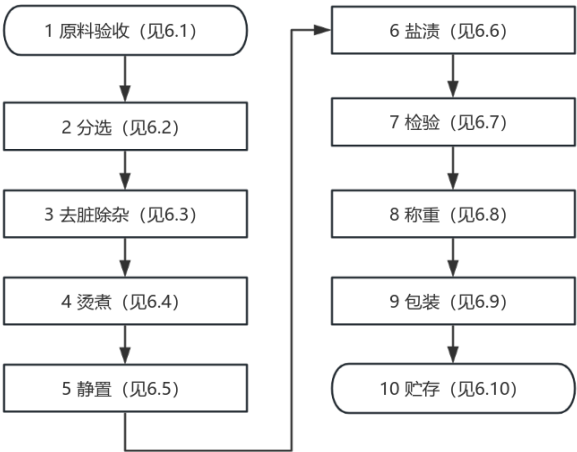 1 原料验收（见6.1）
2 分选（见6.2）
3 去脏除杂（见6.3）
4 烫煮（见6.4）
5 静置（见6.5）
6 盐渍（见6.6）
7 检验（见6.7）
8 称重（见6.8）
9 包装（见6.9）
10 贮存（见6.10）